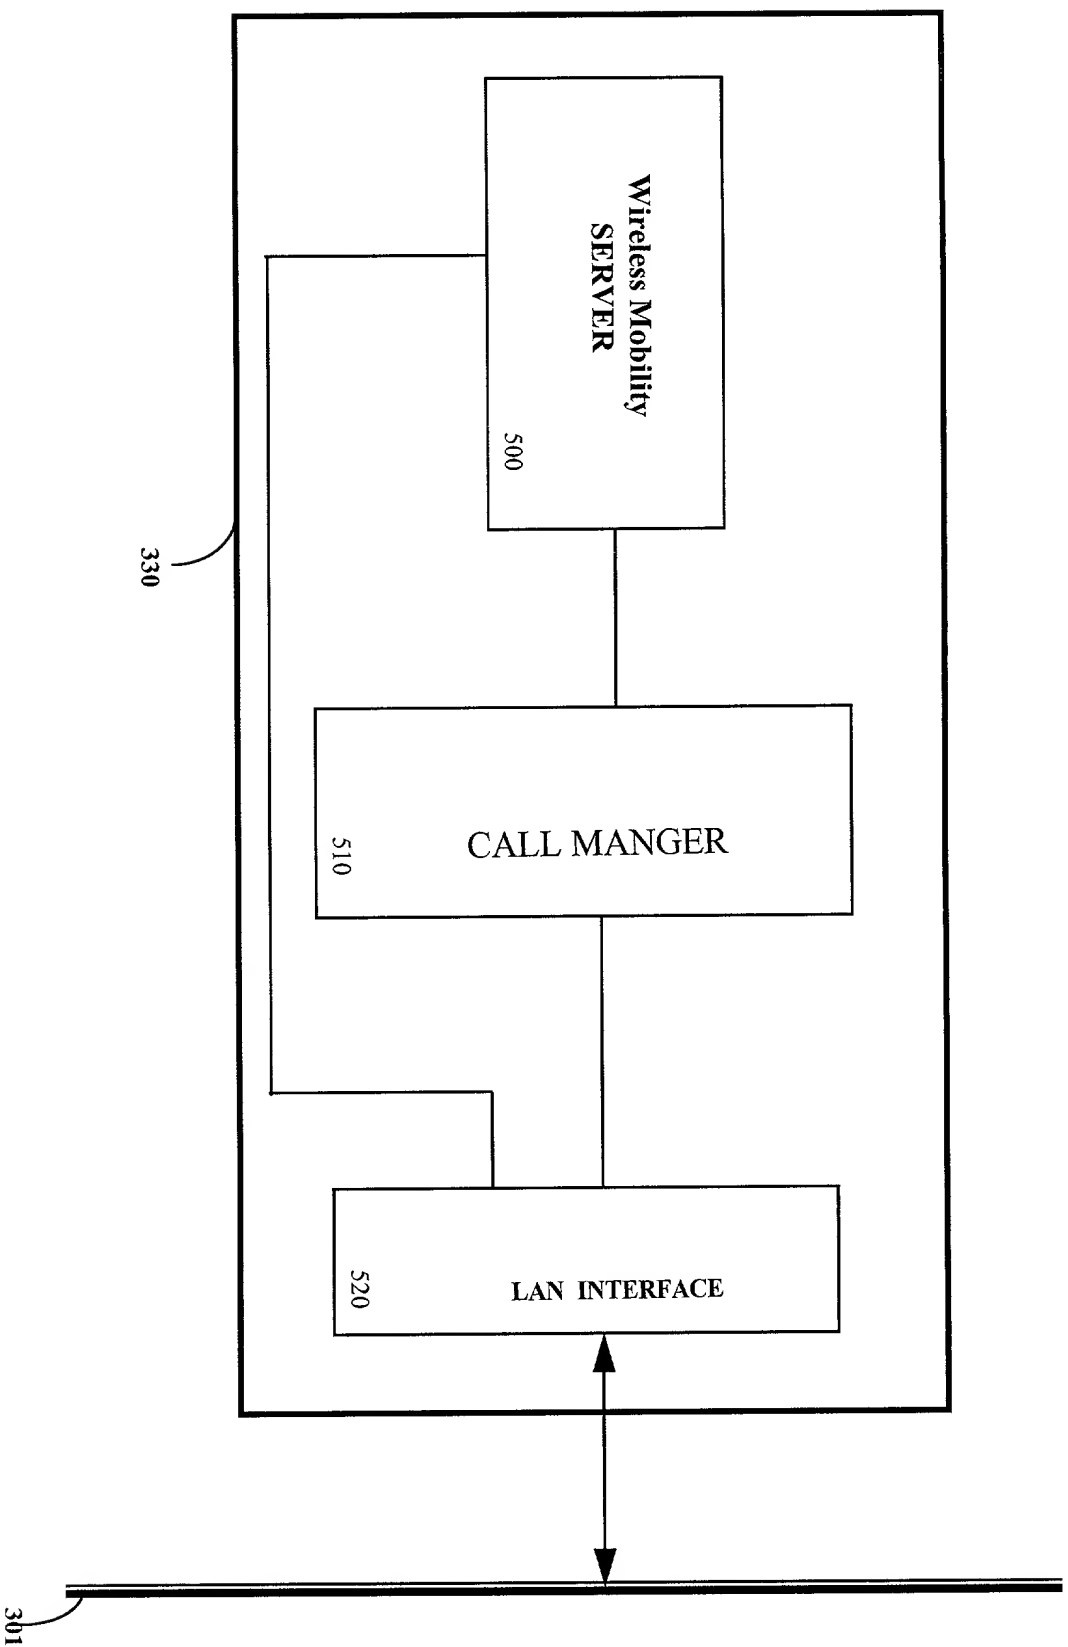 Wireless Mobility
SERVER
500
330
CALL MANGER
510
LAN INTERFACE
520
301